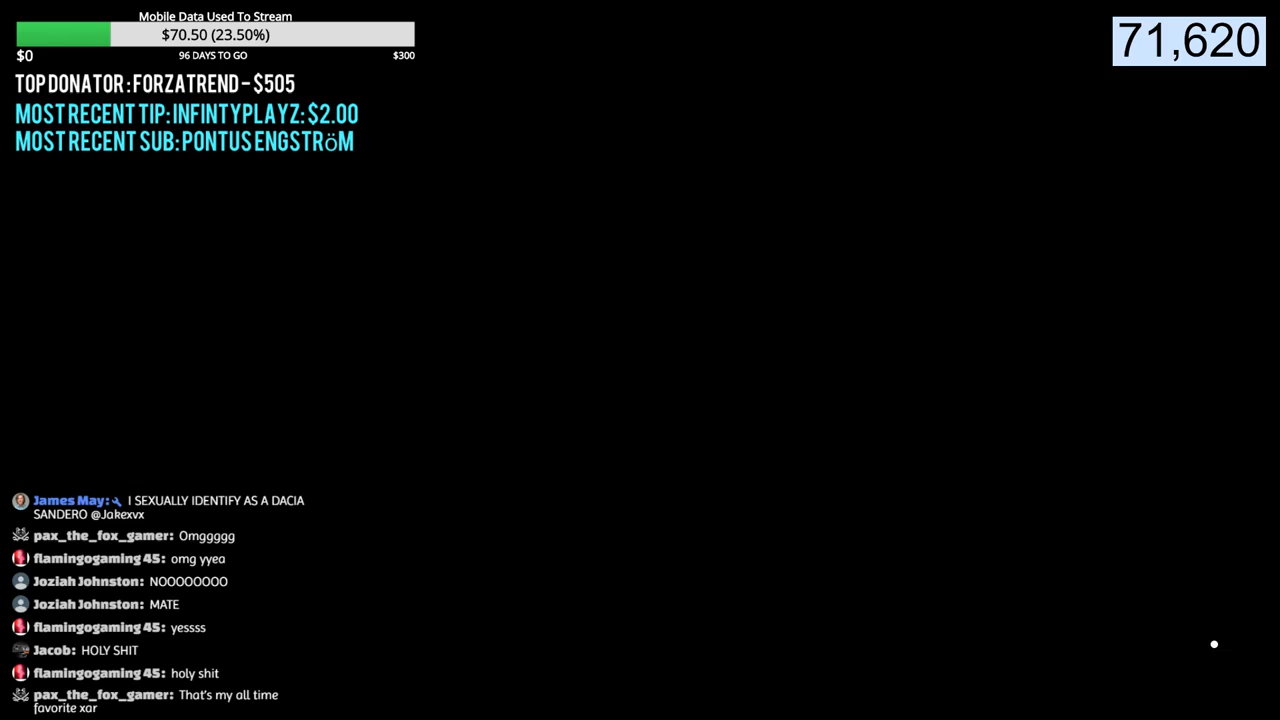 Mobile Data Used To Stream
$70.50 (23.50%)
$0 96 DAYS TO GO $300
71,620
TOP DONATOR : FORZATREND - $505
MOST RECENT TIP: INFINTYPLAYZ: $2.00
MOST RECENT SUB: PONTUS ENGSTRöM
James May: I SEXUALLY IDENTIFY AS A DACIA
SANDERO @Jakexvx
pax_the_fox_gamer: Omggggg
flamingogaming 45: omg yyea
Joziah Johnston: NOOOOOOOO
Joziah Johnston: MATE
flamingogaming 45: yessss
Jacob: HOLY SHIT
flamingogaming 45: holy shit
pax_the_fox_gamer: That's my all time
favorite xar